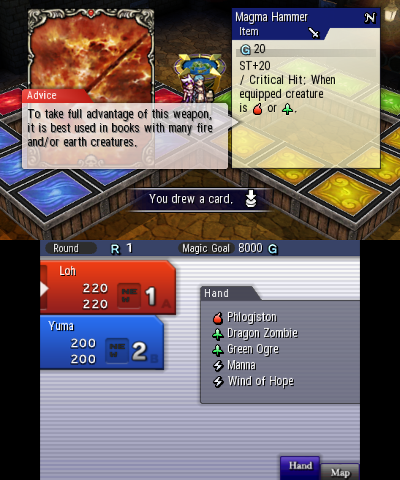 Magma Hammer N
Item
G 20
ST+20
/ Critical Hit: When
equipped creature
is or .
Advice
To take full advantage of this weapon,
it is best used in books with many fire
and/or earth creatures.
You drew a card.
Round R 1 Magic Goal 8000 G
Loh
220
220
1 A
Yuma
200
200
2 B
Hand
Phlogiston
Dragon Zombie
Green Ogre
Manna
Wind of Hope
Hand Map